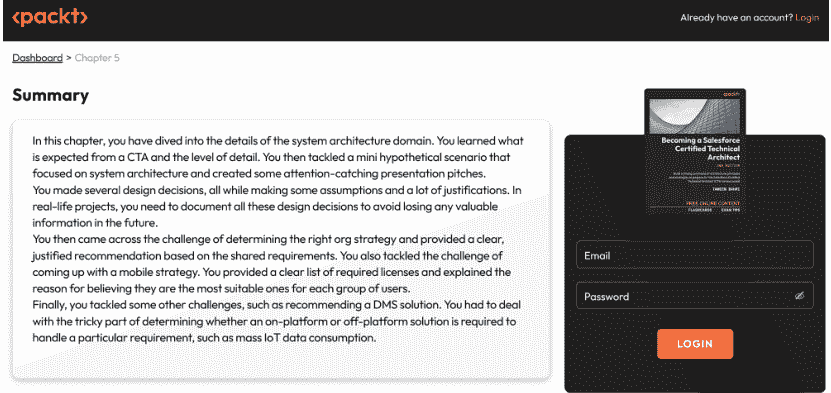 <packt>
Already have an account? Login
Dashboard > Chapter 5
Summary
In this chapter, you have dived into the details of the system architecture domain. You learned what
is expected from a CTA and the level of detail. You then tackled a mini hypothetical scenario that
focused on system architecture and created some attention-catching presentation pitches.
You made several design decisions, all while making some assumptions and a lot of justifications. In
real-life projects, you need to document all these design decisions to avoid losing any valuable
information in the future.
You then came across the challenge of determining the right org strategy and provided a clear,
justified recommendation based on the shared requirements. You also tackled the challenge of
coming up with a mobile strategy. You provided a clear list of required licenses and explained the
reason for believing they are the most suitable ones for each group of users.
Finally, you tackled some other challenges, such as recommending a DMS solution. You had to deal
with the tricky part of determining whether an on-platform or off-platform solution is required to
handle a particular requirement, such as mass IoT data consumption.
Becoming a Salesforce
Certified Technical
Architect
FREE ONLINE CONTENT
Email
Password
LOGIN